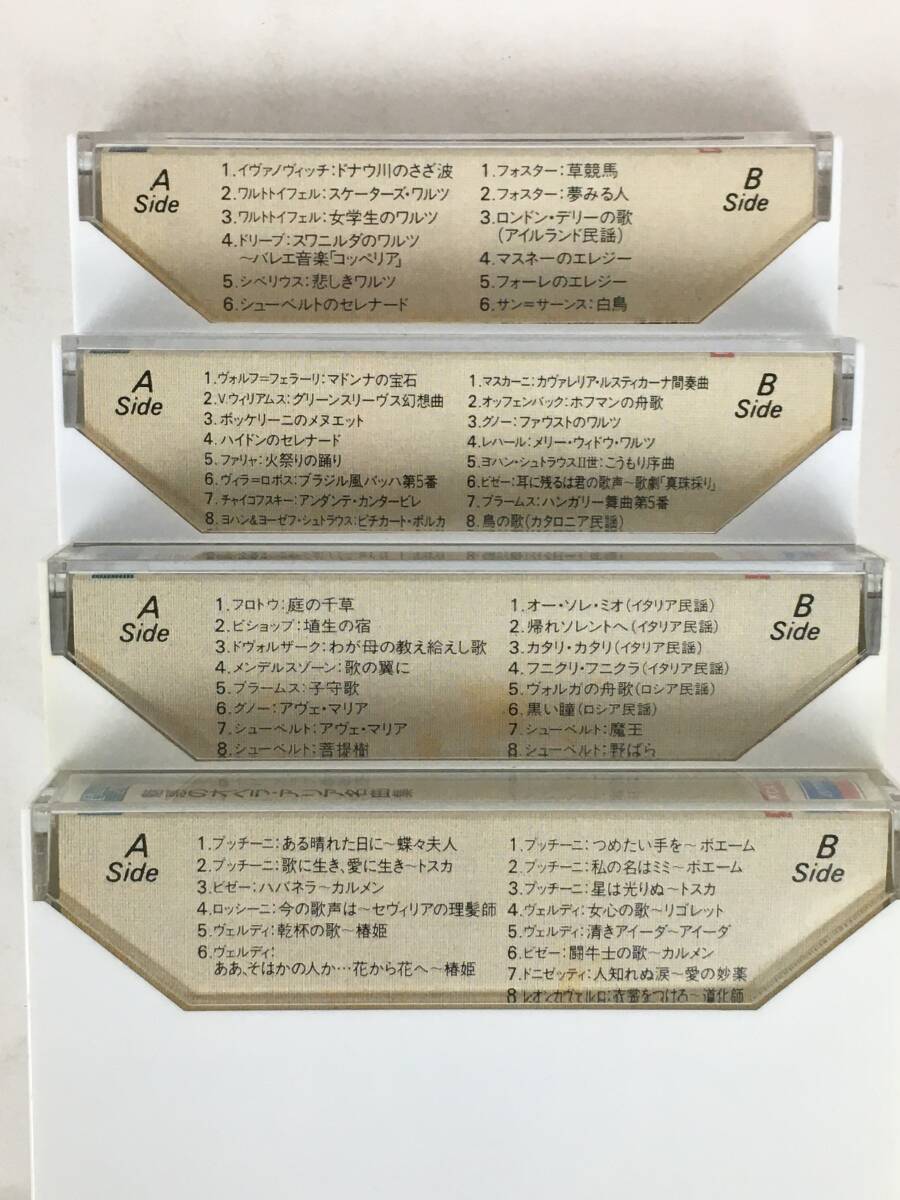 A
Side
1.イヴァノヴィッチ:ドナウ川のさざ波
2.ワルトトイフェル:スケーターズ・ワルツ
3.ワルトトイフェル:女学生のワルツ
4.ドリーブ:スワニルダのワルツ
～バレエ音楽「コッペリア」
5.シベリウス:悲しきワルツ
6.シューベルトのセレナード
1.フォスター:草競馬
2.フォスター:夢みる人
3.ロンドン・デリーの歌
(アイルランド民謡)
4.マスネーのエレジー
5.フォーレのエレジー
6.サン=サーンス:白鳥
B
Side
A
Side
1.ヴォルフ=フェラーリ:マドンナの宝石
2.V.ウィリアムス:グリーンスリーヴス幻想曲
3.ボッケリーニのメヌエット
4.ハイドンのセレナード
5.ファリャ:火祭りの踊り
6.ヴィラ=ロボス:ブラジル風バッハ第5番
7.チャイコフスキー:アンダンテ・カンタービレ
8.ヨハン&ヨーゼフ・シュトラウス:ピチカート・ポルカ
1.マスカーニ:カヴァレリア・ルスティカーナ間奏曲
2.オッフェンバック:ホフマンの舟歌
3.グノー:ファウストのワルツ
4.レハール:メリー・ウィドウ・ワルツ
5.ヨハン・シュトラウスII世:こうもり序曲
6.ビゼー:耳に残るは君の歌声～歌劇「真珠採り」
7.ブラームス:ハンガリー舞曲第5番
8.鳥の歌(カタロニア民謡)
B
Side
A
Side
1.フロトウ:庭の千草
2.ビショップ:埴生の宿
3.ドヴォルザーク:わが母の教え給えし歌
4.メンデルスゾーン:歌の翼に
5.ブラームス:子守歌
6.グノー:アヴェ・マリア
7.シューベルト:アヴェ・マリア
8.シューベルト:菩提樹
1.オー・ソレ・ミオ(イタリア民謡)
2.帰れソレントへ(イタリア民謡)
3.カタリ・カタリ(イタリア民謡)
4.フニクリ・フニクラ(イタリア民謡)
5.ヴォルガの舟歌(ロシア民謡)
6.黒い瞳(ロシア民謡)
7.シューベルト:魔王
8.シューベルト:野ばら
B
Side
A
Side
1.プッチーニ:ある晴れた日に～蝶々夫人
2.プッチーニ:歌に生き、愛に生き～トスカ
3.ビゼー:ハバネラ～カルメン
4.ロッシーニ:今の歌声は～セヴィリアの理髪師
5.ヴェルディ:乾杯の歌～椿姫
6.ヴェルディ:
ああ、そはかの人か…花から花へ～椿姫
1.プッチーニ:つめたい手を～ボエーム
2.プッチーニ:私の名はミミ～ボエーム
3.プッチーニ:星は光りぬ～トスカ
4.ヴェルディ:女心の歌～リゴレット
5.ヴェルディ:清きアイーダ～アイーダ
6.ビゼー:闘牛士の歌～カルメン
7.ドニゼッティ:人知れぬ涙～愛の妙薬
8.レオンカヴァルロ:衣裳をつけろ～道化師
B
Side